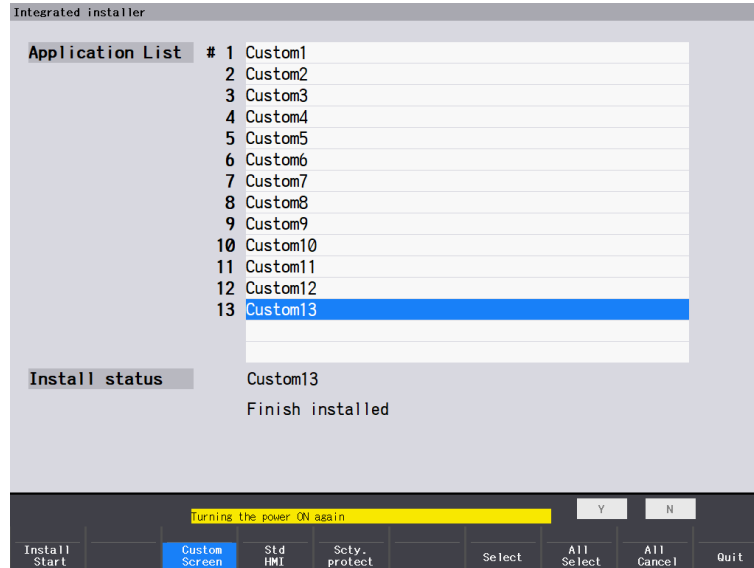 Integrated installer
Application List # 1 Custom1
2 Custom2
3 Custom3
4 Custom4
5 Custom5
6 Custom6
7 Custom7
8 Custom8
9 Custom9
10 Custom10
11 Custom11
12 Custom12
13 Custom13
Install status Custom13
Finish installed
Turning the power ON again Y N
Install Start
Custom Screen
Std HMI
Scty. protect
Select
All Select
All Cancel
Quit